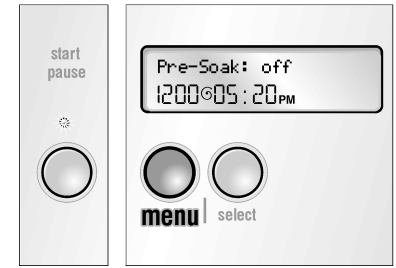 start
pause
Pre-Soak: off
1200 05:20PM
menu
select